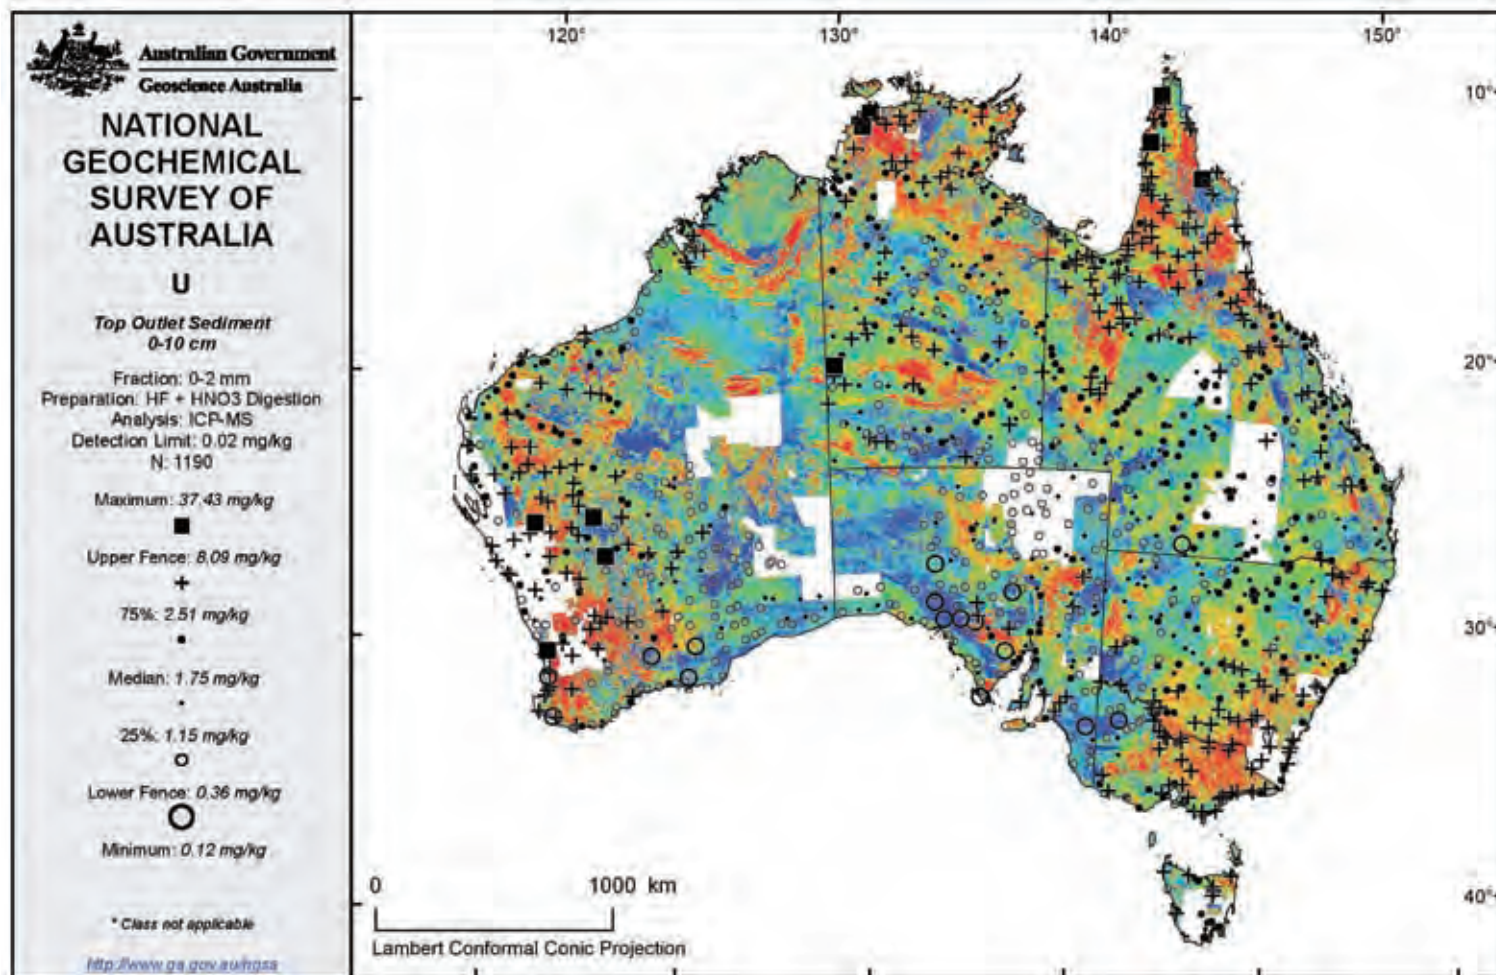 Australian Government
Geoscience Australia
NATIONAL
GEOCHEMICAL
SURVEY OF
AUSTRALIA
U
Top Outlet Sediment
0-10 cm
Fraction: 0-2 mm
Preparation: HF + HNO3 Digestion
Analysis: ICP-MS
Detection Limit: 0.02 mg/kg
N: 1190
Maximum: 37.43 mg/kg
Upper Fence: 8.09 mg/kg
75%: 2.51 mg/kg
Median: 1.75 mg/kg
25%: 1.15 mg/kg
Lower Fence: 0.36 mg/kg
Minimum: 0.12 mg/kg
* Class not applicable
http://www.ga.gov.au/ngsa
120° 130° 140° 150°
10°
20°
30°
40°
0 1000 km
Lambert Conformal Conic Projection